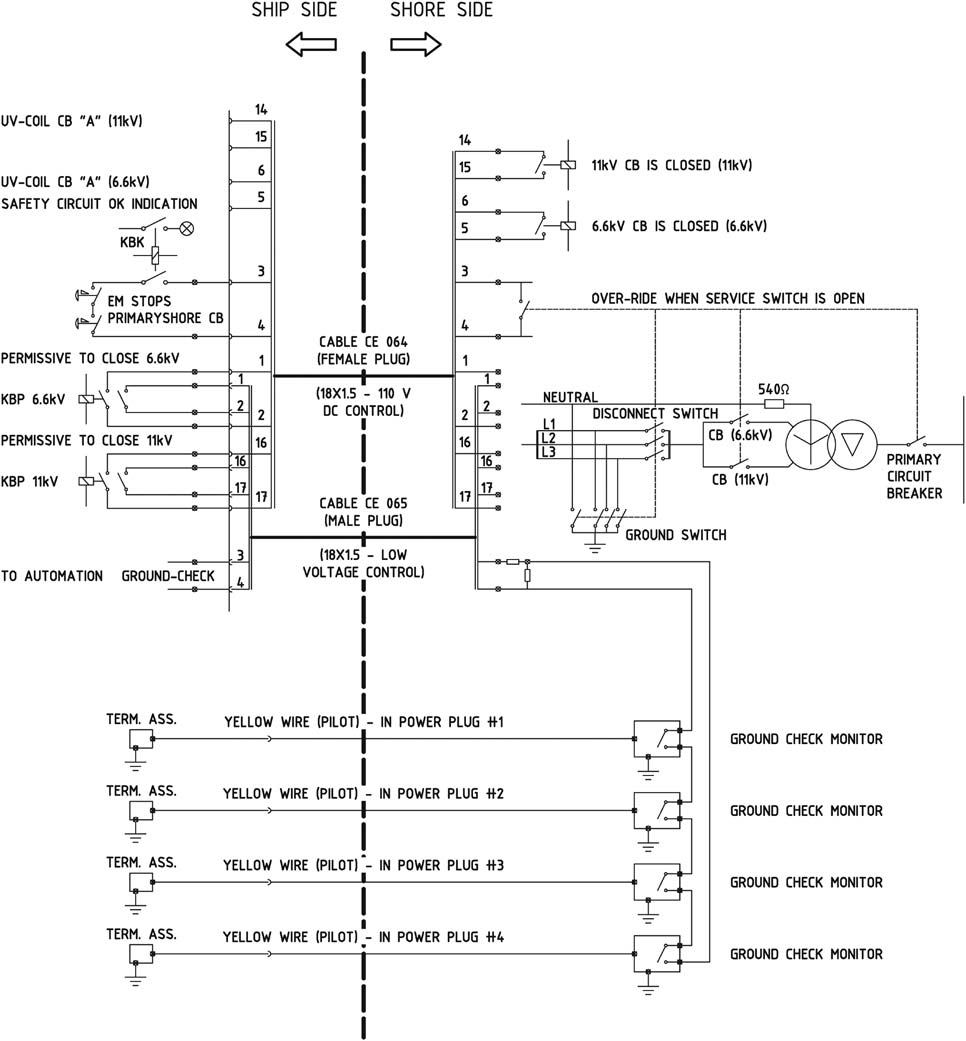 SHIP SIDE
SHORE SIDE
14
UV-COIL CB "A" (11kV)
15
6
UV-COIL CB "A" (6.6kV)
5
SAFETY CIRCUIT OK INDICATION
KBK
3
EM STOPS
PRIMARYSHORE CB
4
PERMISSIVE TO CLOSE 6.6kV
1
1
KBP 6.6kV
2
2
PERMISSIVE TO CLOSE 11kV
16
16
KBP 11kV
17
17
3
TO AUTOMATION
GROUND-CHECK
4
CABLE CE 064
(FEMALE PLUG)
(18X1.5 - 110 V
DC CONTROL)
CABLE CE 065
(MALE PLUG)
(18X1.5 - LOW
VOLTAGE CONTROL)
14
15
11kV CB IS CLOSED (11kV)
6
5
6.6kV CB IS CLOSED (6.6kV)
3
OVER-RIDE WHEN SERVICE SWITCH IS OPEN
4
1
1
2
2
16
16
17
17
NEUTRAL
540Ω
DISCONNECT SWITCH
L1
L2
L3
CB (6.6kV)
CB (11kV)
PRIMARY
CIRCUIT
BREAKER
GROUND SWITCH
TERM. ASS.
YELLOW WIRE (PILOT) - IN POWER PLUG #1
GROUND CHECK MONITOR
TERM. ASS.
YELLOW WIRE (PILOT) - IN POWER PLUG #2
GROUND CHECK MONITOR
TERM. ASS.
YELLOW WIRE (PILOT) - IN POWER PLUG #3
GROUND CHECK MONITOR
TERM. ASS.
YELLOW WIRE (PILOT) - IN POWER PLUG #4
GROUND CHECK MONITOR